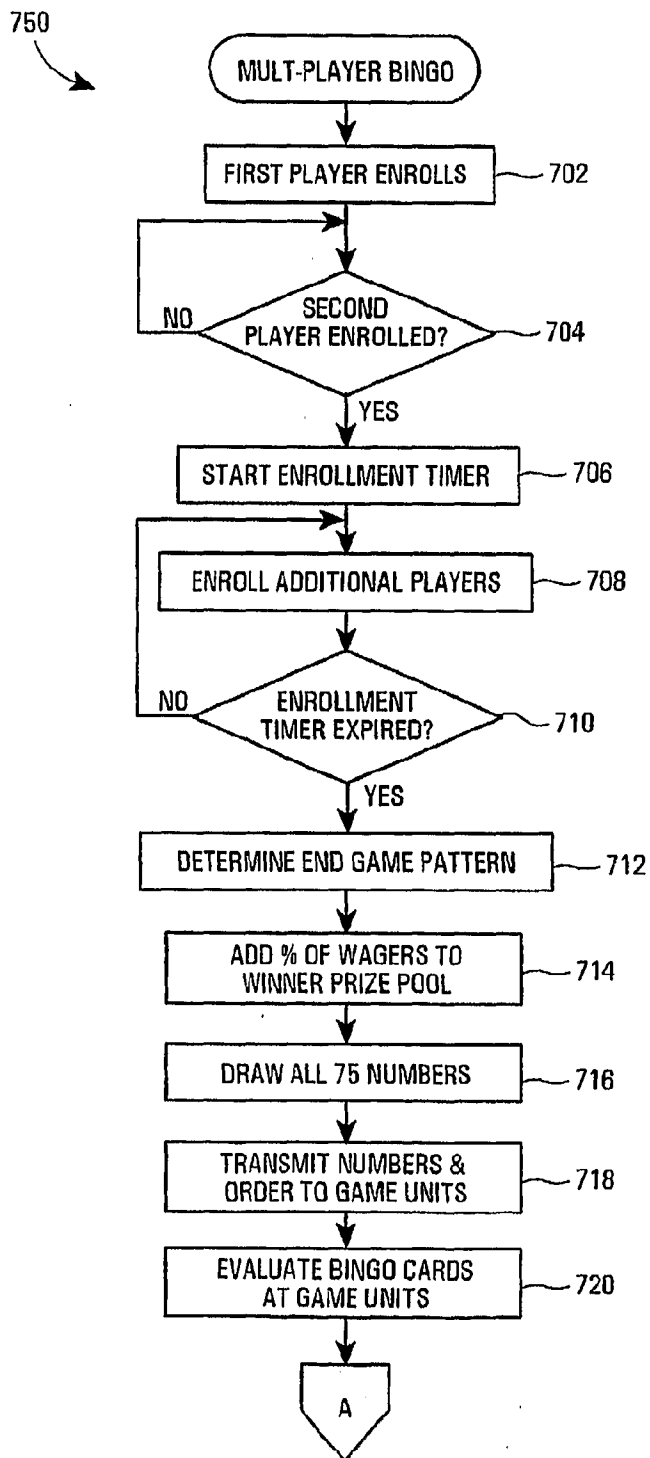 750
MULT-PLAYER BINGO
FIRST PLAYER ENROLLS
702
SECOND
PLAYER ENROLLED?
704
NO
YES
START ENROLLMENT TIMER
706
ENROLL ADDITIONAL PLAYERS
708
ENROLLMENT
TIMER EXPIRED?
710
NO
YES
DETERMINE END GAME PATTERN
712
ADD % OF WAGERS TO
WINNER PRIZE POOL
714
DRAW ALL 75 NUMBERS
716
TRANSMIT NUMBERS &
ORDER TO GAME UNITS
718
EVALUATE BINGO CARDS
AT GAME UNITS
720
A